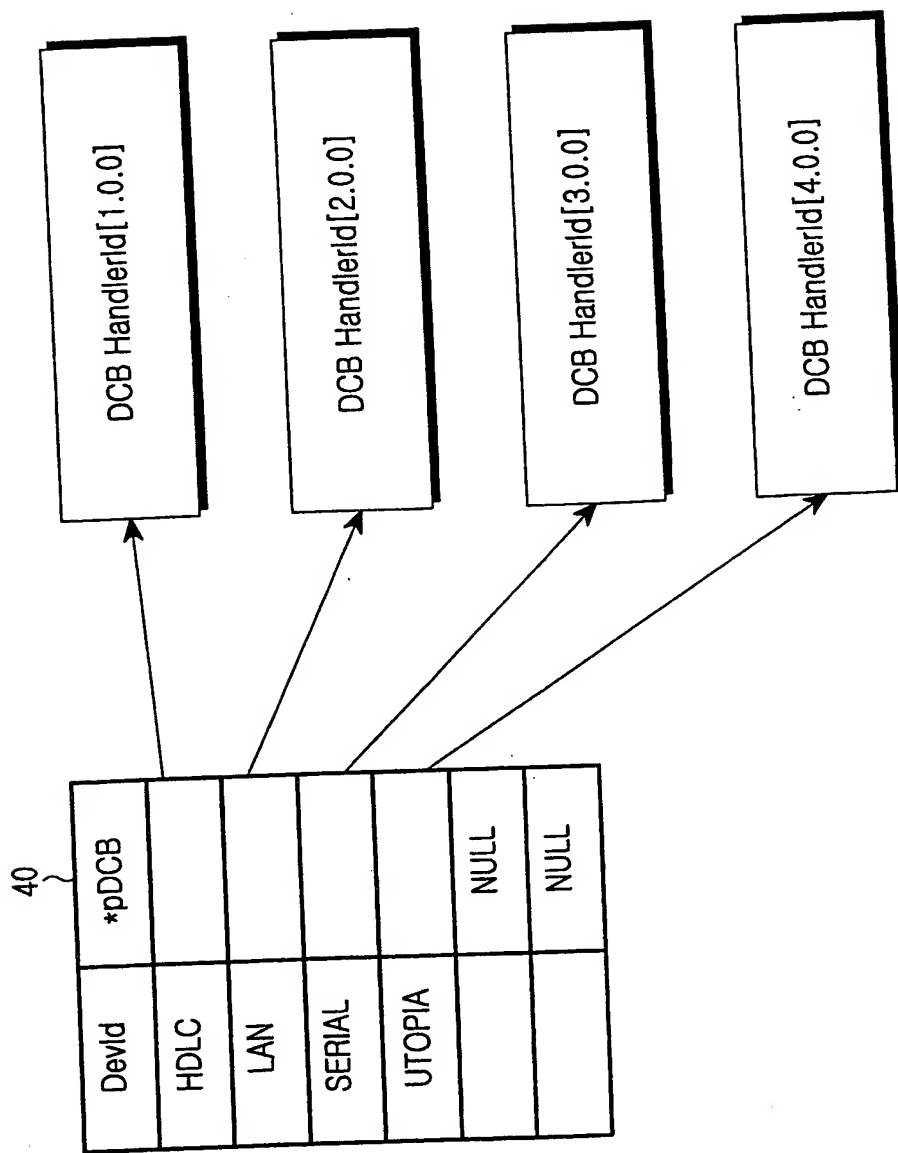 40
DevId *pDCB
HDLC
LAN
SERIAL
UTOPIA
NULL
NULL
DCB HandlerId[1.0.0]
DCB HandlerId[2.0.0]
DCB HandlerId[3.0.0]
DCB HandlerId[4.0.0]